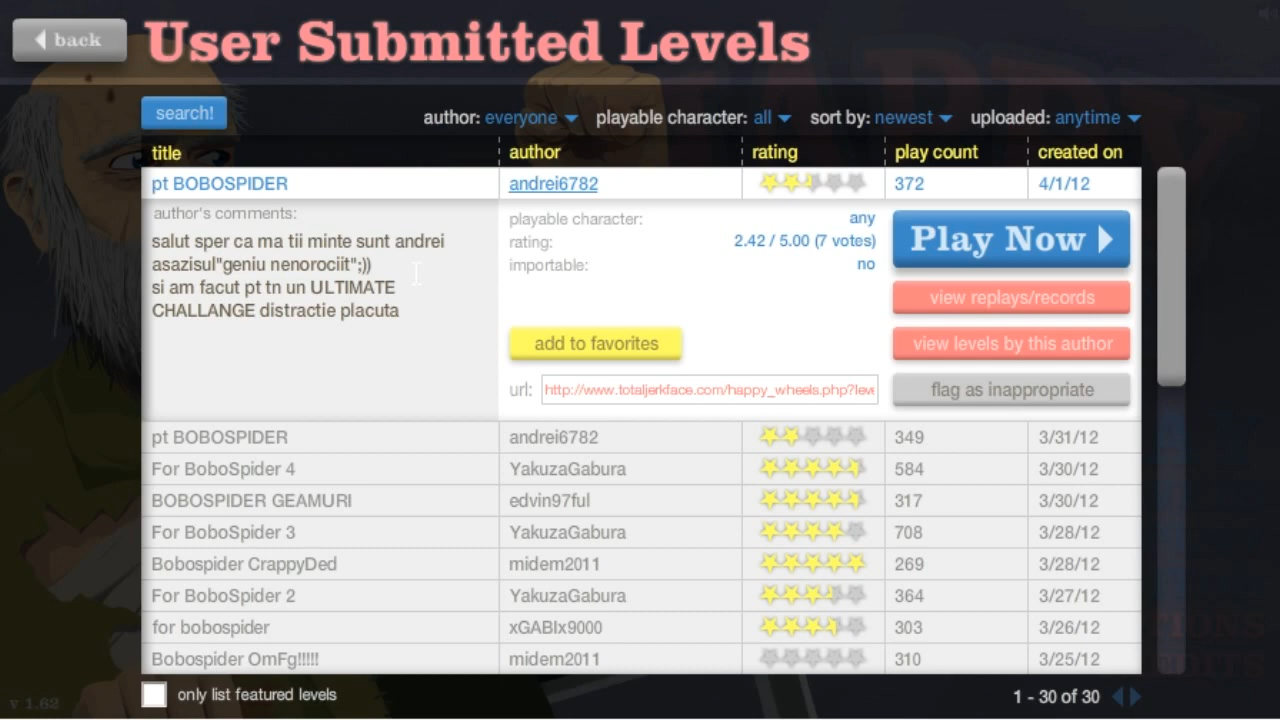 back
User Submitted Levels
search!
author: everyone playable character: all sort by: newest uploaded: anytime
title author rating play count created on
pt BOBOSPIDER andrei6782 372 4/1/12
author's comments:
salut sper ca ma tii minte sunt andrei
asazisul"geniu nenorociit";))
si am facut pt tn un ULTIMATE
CHALLANGE distractie placuta
playable character: any
rating: 2.42 / 5.00 (7 votes)
importable: no
add to favorites
url: http://www.totaljerkface.com/happy_wheels.php?leve
Play Now
view replays/records
view levels by this author
flag as inappropriate
pt BOBOSPIDER andrei6782 349 3/31/12
For BoboSpider 4 YakuzaGabura 584 3/30/12
BOBOSPIDER GEAMURI edvin97ful 317 3/30/12
For BoboSpider 3 YakuzaGabura 708 3/28/12
Bobospider CrappyDed midem2011 269 3/28/12
For BoboSpider 2 YakuzaGabura 364 3/27/12
for bobospider xGABIx9000 303 3/26/12
Bobospider OmFg!!!!! midem2011 310 3/25/12
only list featured levels
1 - 30 of 30
v 1.62